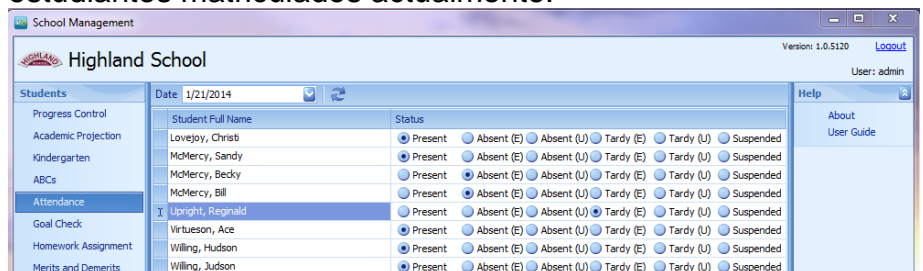 estudiantes matriculados actualmente.
School Management
Version: 1.0.5120 Logout
HIGHLAND Highland School
User: admin
Students
Date 1/21/2014
Help
Progress Control
Student Full Name Status
About
Academic Projection
Lovejoy, Christi Present Absent (E) Absent (U) Tardy (E) Tardy (U) Suspended
User Guide
Kindergarten
McMercy, Sandy Present Absent (E) Absent (U) Tardy (E) Tardy (U) Suspended
ABCs
McMercy, Becky Present Absent (E) Absent (U) Tardy (E) Tardy (U) Suspended
McMercy, Bill Present Absent (E) Absent (U) Tardy (E) Tardy (U) Suspended
Attendance
Upright, Reginald Present Absent (E) Absent (U) Tardy (E) Tardy (U) Suspended
Goal Check
Virtueson, Ace Present Absent (E) Absent (U) Tardy (E) Tardy (U) Suspended
Homework Assignment
Willing, Hudson Present Absent (E) Absent (U) Tardy (E) Tardy (U) Suspended
Merits and Demerits
Willing, Judson Present Absent (E) Absent (U) Tardy (E) Tardy (U) Suspended